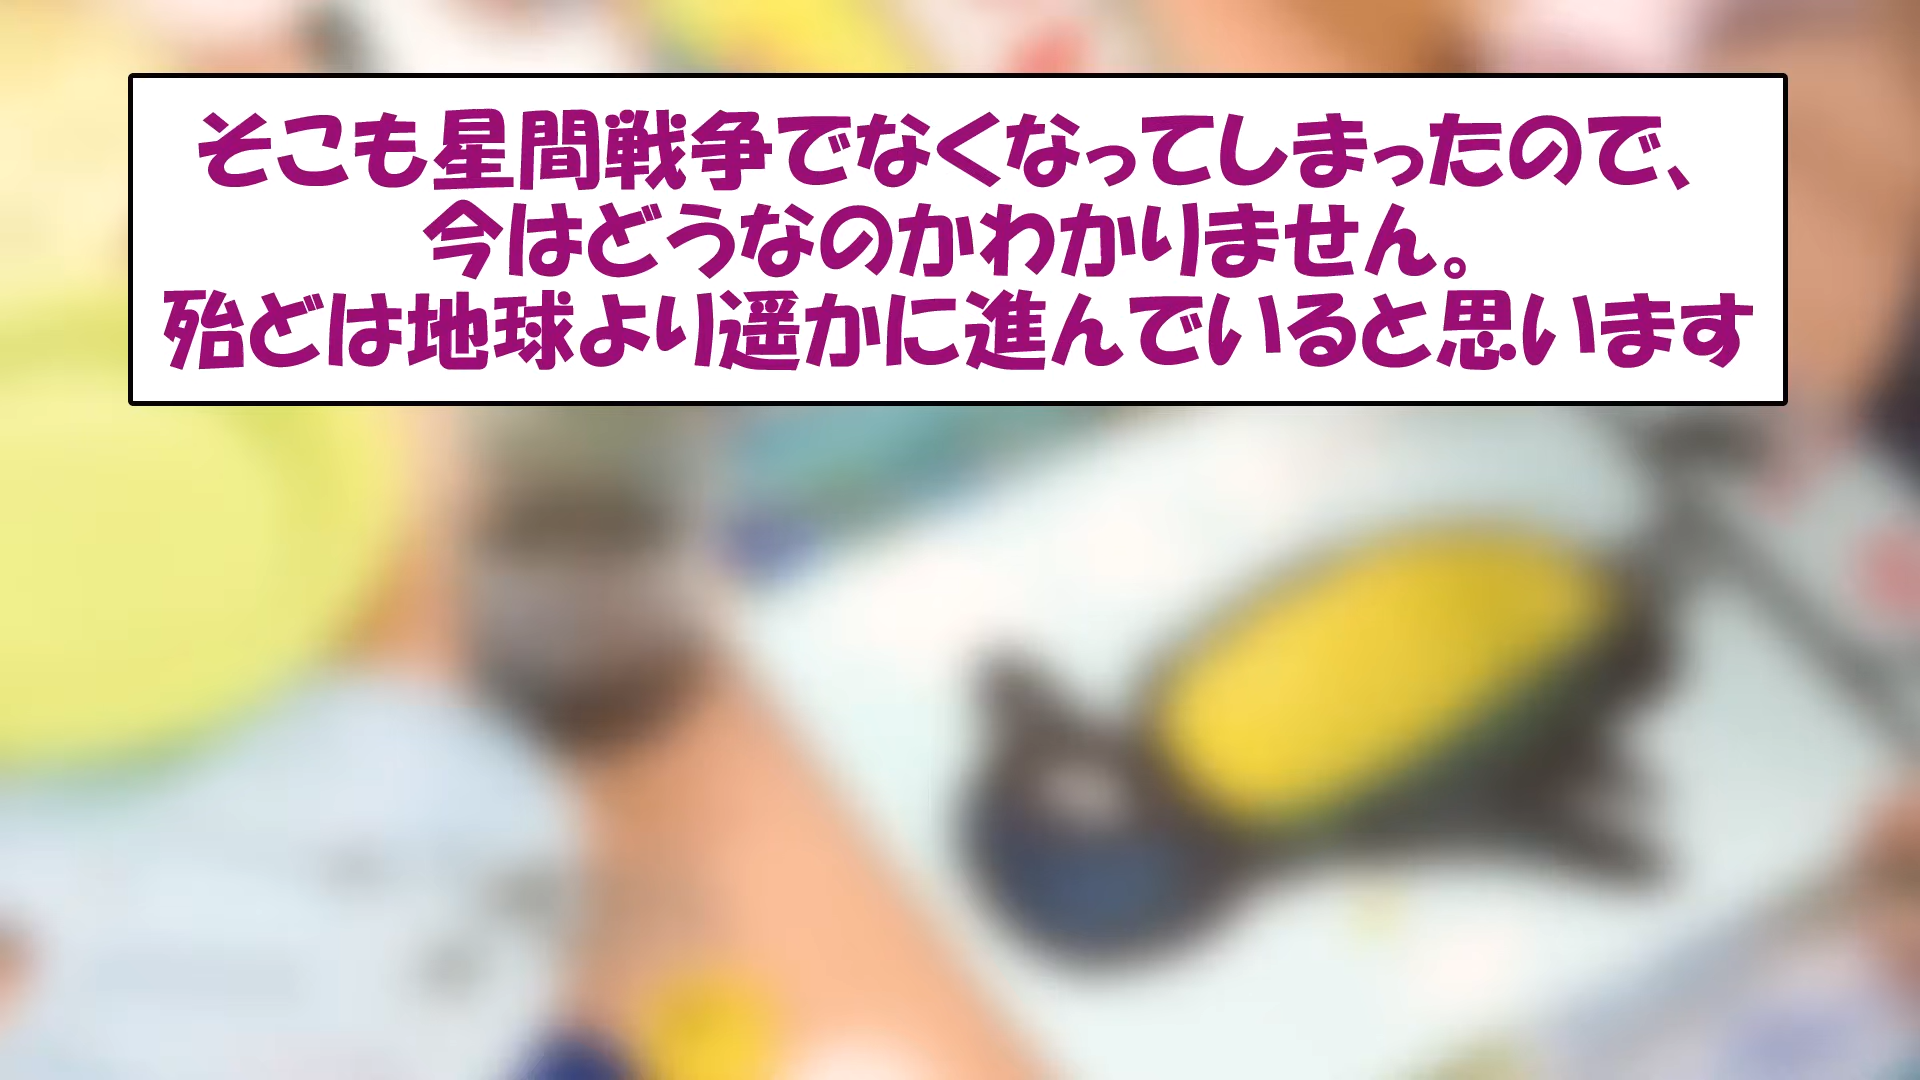 そこも星間戦争でなくなってしまったので、
今はどうなのかわかりません。
殆どは地球より遥かに進んでいると思います